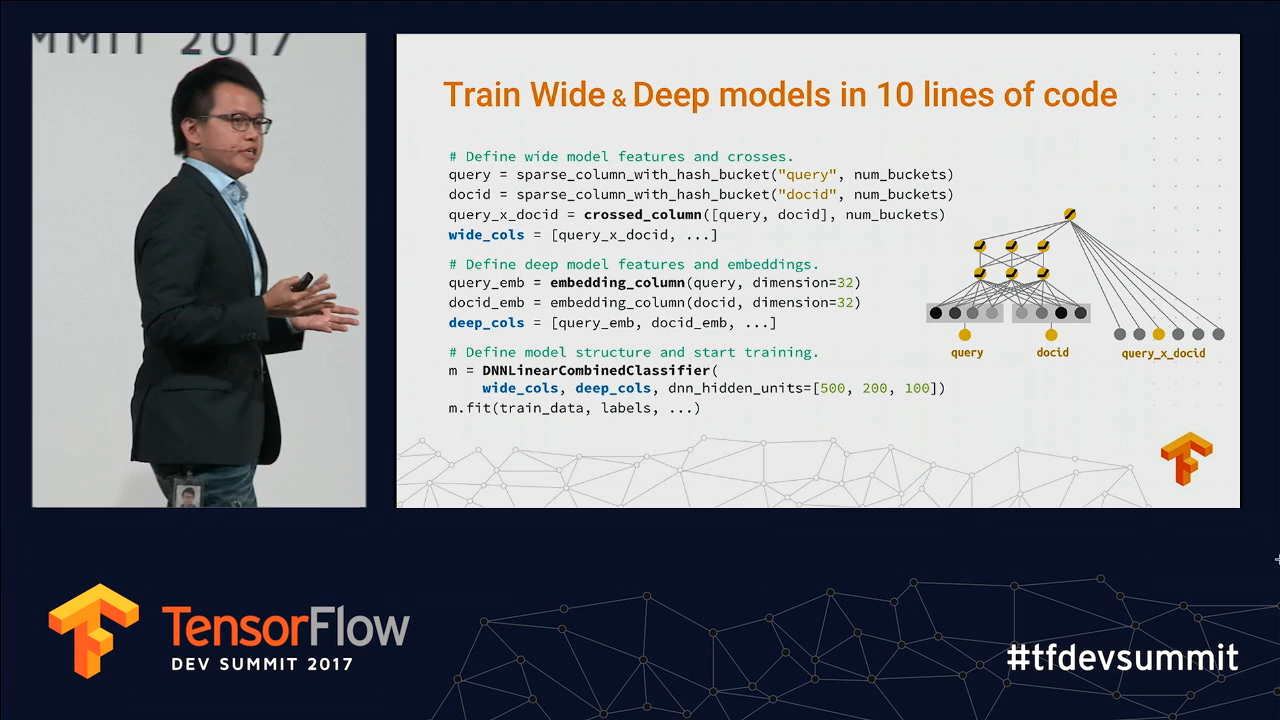 SUMMIT 2017
Train Wide & Deep models in 10 lines of code
# Define wide model features and crosses.
query = sparse_column_with_hash_bucket("query", num_buckets)
docid = sparse_column_with_hash_bucket("docid", num_buckets)
query_x_docid = crossed_column([query, docid], num_buckets)
wide_cols = [query_x_docid, ...]
# Define deep model features and embeddings.
query_emb = embedding_column(query, dimension=32)
docid_emb = embedding_column(docid, dimension=32)
deep_cols = [query_emb, docid_emb, ...]
# Define model structure and start training.
m = DNNLinearCombinedClassifier(
wide_cols, deep_cols, dnn_hidden_units=[500, 200, 100])
m.fit(train_data, labels, ...)
query
docid
query_x_docid
TensorFlow
DEV SUMMIT 2017
#tfdevsummit